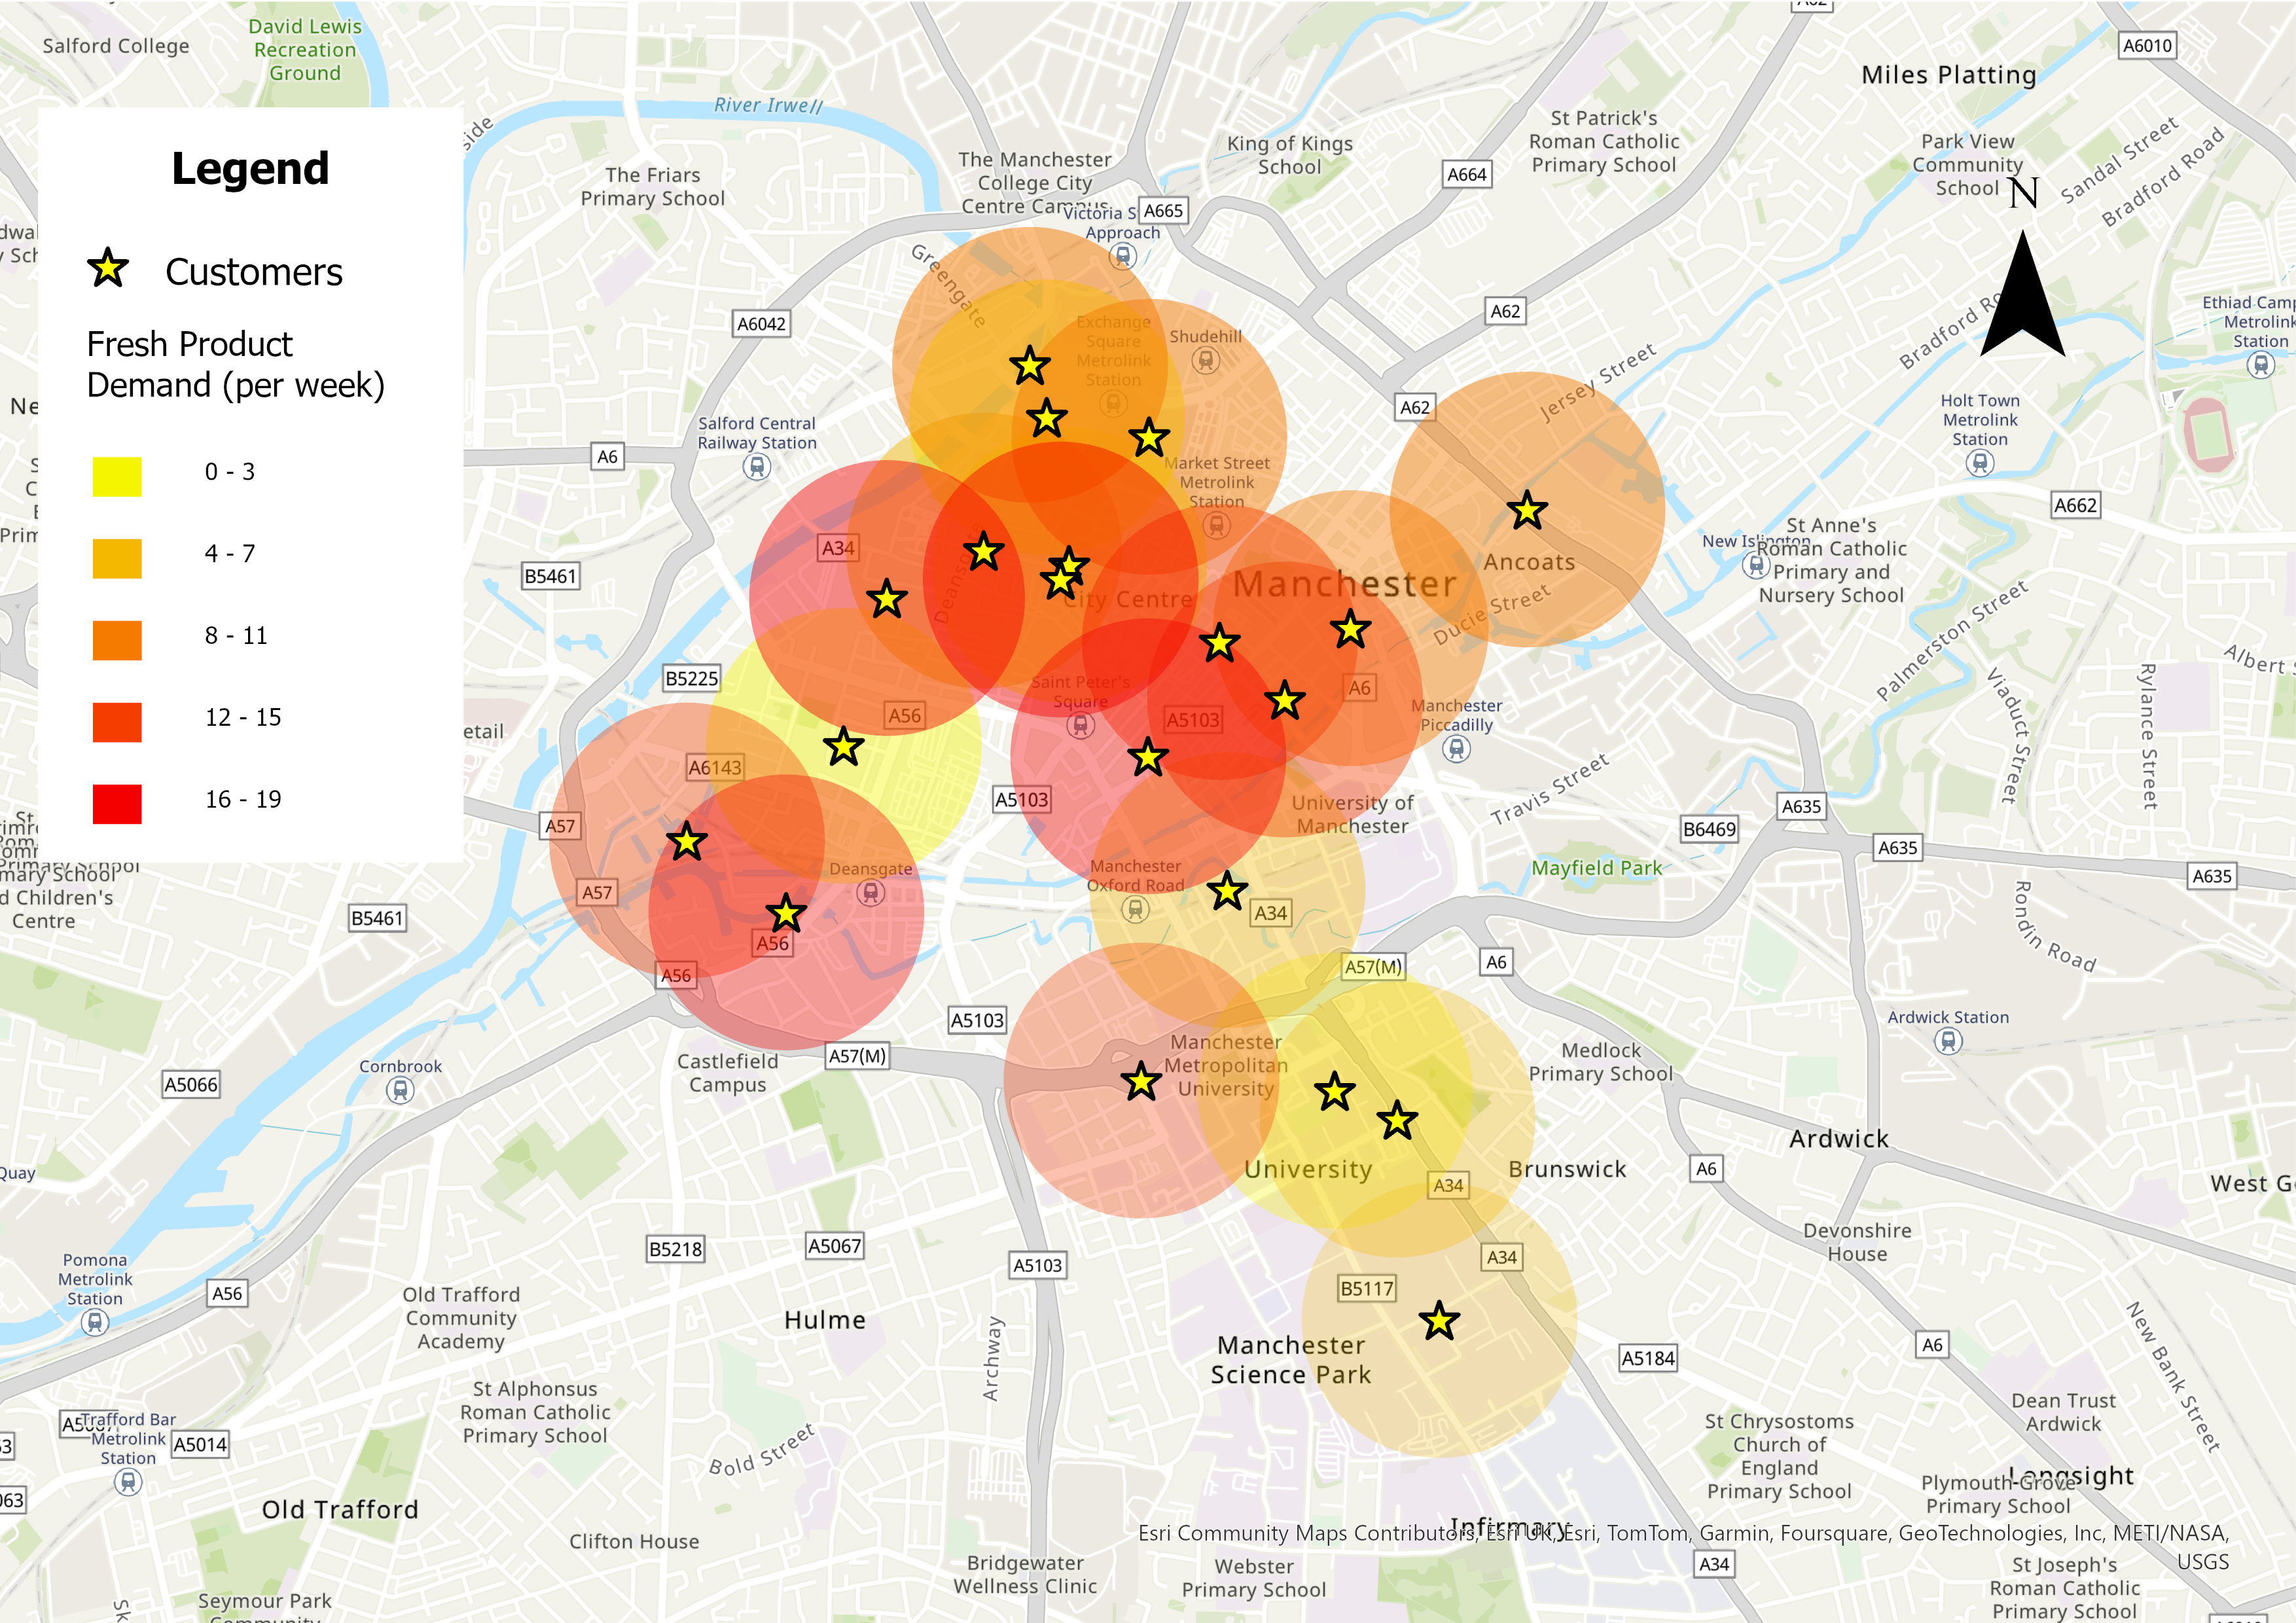 Salford College
David Lewis
Recreation
Ground
River Irwell
The Friars
Primary School
The Manchester
College City
Centre Campus
Victoria S
Approach
A665
King of Kings
School
A664
St Patrick's
Roman Catholic
Primary School
Miles Platting
A6010
Park View
Community
School
Sandal Street
Bradford Road
N
Legend
Customers
Fresh Product
Demand (per week)
0 - 3
4 - 7
8 - 11
12 - 15
16 - 19
Greengate
A6042
Exchange
Square
Metrolink
Station
Shudehill
A62
Jersey Street
Bradford Ro
Ethiad Camp
Metrolink
Station
Holt Town
Metrolink
Station
A62
A6
Salford Central
Railway Station
Market Street
Metrolink
Station
A662
A34
Deansgate
B5461
City Centre
Manchester
Ducie Street
Ancoats
New Islington
St Anne's
Roman Catholic
Primary and
Nursery School
Palmerston Street
Viaduct Street
Rylance Street
Albert S
B5225
A56
Saint Peter's
Square
A5103
A6
Manchester
Piccadilly
etail
A6143
A57
A5103
University of
Manchester
Travis Street
B6469
A635
A635
A635
Mayfield Park
Rondin Road
Primary School
d Children's
Centre
B5461
A57
Deansgate
Manchester
Oxford Road
A34
A56
A56
A57(M)
A6
A5103
Ardwick Station
Castlefield
Campus
A57(M)
Manchester
Metropolitan
University
Medlock
Primary School
Cornbrook
A5066
Quay
University
Brunswick
A34
A6
Ardwick
West G
Devonshire
House
Pomona
Metrolink
Station
A56
B5218
A5067
A5103
A34
B5117
Old Trafford
Community
Academy
Hulme
Archway
Manchester
Science Park
A5184
A6
New Bank Street
St Alphonsus
Roman Catholic
Primary School
Bold Street
Trafford Bar
Metrolink
Station
A5014
Dean Trust
Ardwick
St Chrysostoms
Church of
England
Primary School
Longsight
Plymouth Grove
Primary School
Old Trafford
Clifton House
Infirmary
Esri Community Maps Contributors, Esri UK, Esri, TomTom, Garmin, Foursquare, GeoTechnologies, Inc, METI/NASA,
USGS
Bridgewater
Wellness Clinic
Webster
Primary School
A34
St Joseph's
Roman Catholic
Primary School
Seymour Park